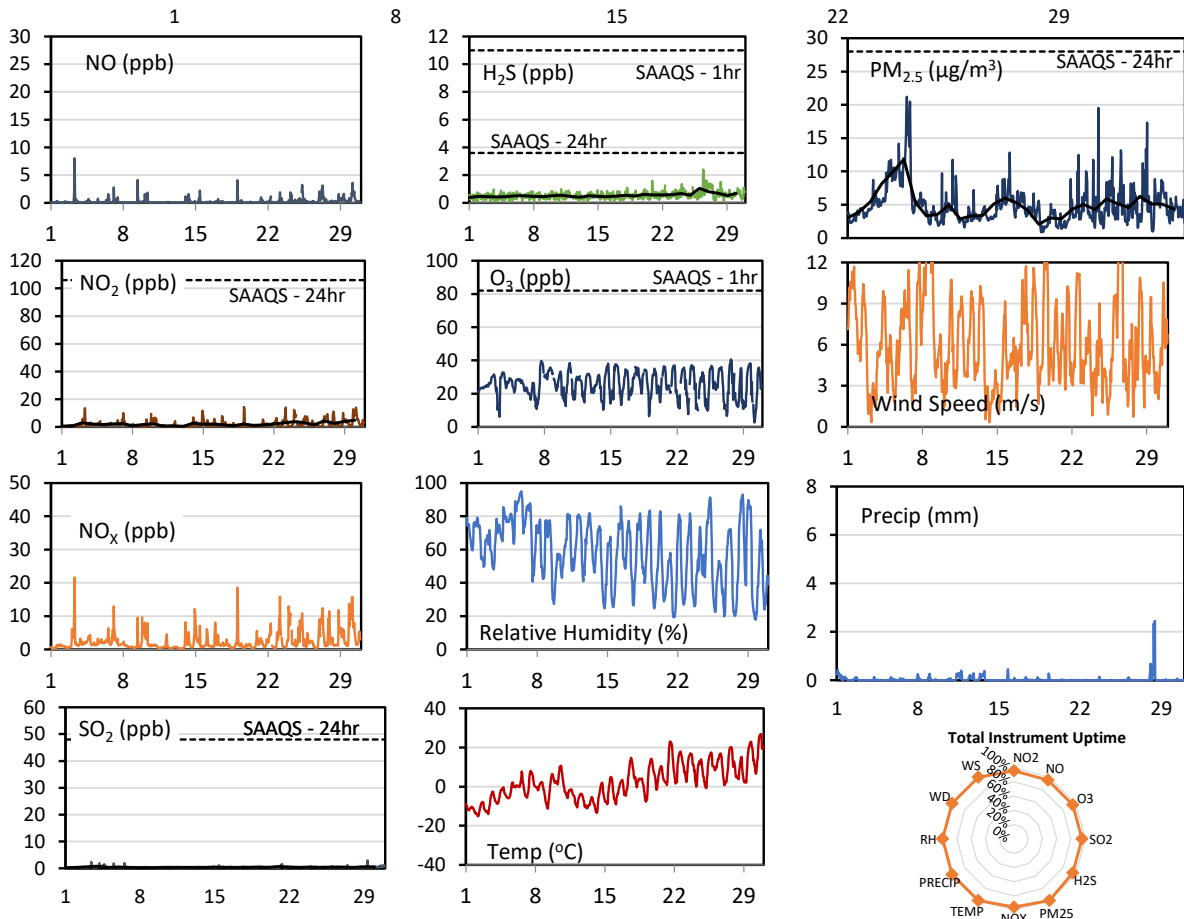 1 8 15 22 29
NO (ppb)
30
25
20
15
10
5
0
1 8 15 22 29
H₂S (ppb)
SAAQS - 1hr
SAAQS - 24hr
12
10
8
6
4
2
0
1 8 15 22 29
PM₂.₅ (µg/m³)
SAAQS - 24hr
30
25
20
15
10
5
0
NO₂ (ppb)
SAAQS - 24hr
120
100
80
60
40
20
0
1 8 15 22 29
O₃ (ppb)
SAAQS - 1hr
100
80
60
40
20
0
1 8 15 22 29
12
9
6
3
0
Wind Speed (m/s)
1 8 15 22 29
NOₓ (ppb)
50
40
30
20
10
0
1 8 15 22 29
100
80
60
40
20
0
Relative Humidity (%)
1 8 15 22 29
Precip (mm)
8
6
4
2
0
1 8 15 22 29
SO₂ (ppb)
SAAQS - 24hr
60
50
40
30
20
10
0
1 8 15 22 29
40
20
0
-20
-40
Temp (°C)
1 8 15 22 29
Total Instrument Uptime
NO2
NO
O3
SO2
H2S
PM25
NOX
TEMP
PRECIP
RH
WD
WS
100%
80%
60%
40%
20%
0%